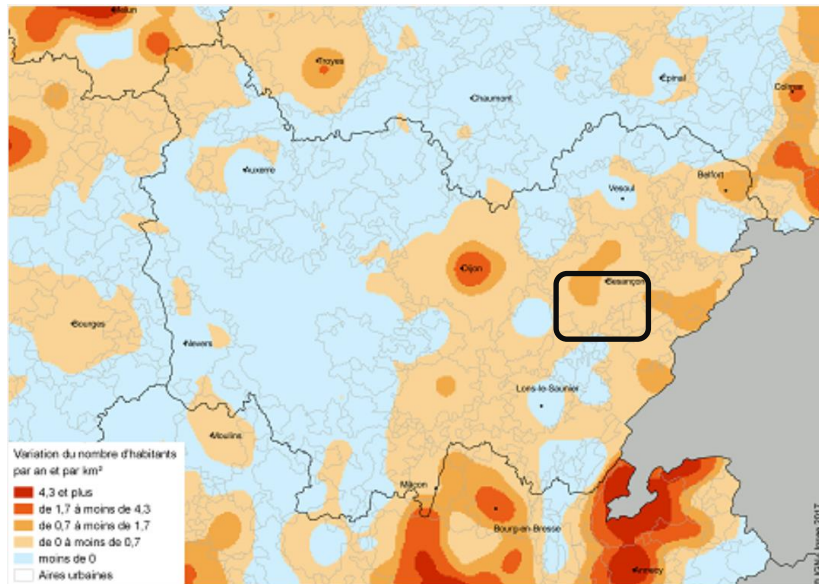 Melun
Troyes
Épinal
Colmar
Chaumont
Auxerre
Vesoul
Belfort
Dijon
Besançon
Bourges
Nevers
Lons-le-Saunier
Moulins
Mâcon
Bourg-en-Bresse
Annecy
Variation du nombre d'habitants
par an et par km²
4,3 et plus
de 1,7 à moins de 4,3
de 0,7 à moins de 1,7
de 0 à moins de 0,7
moins de 0
Aires urbaines